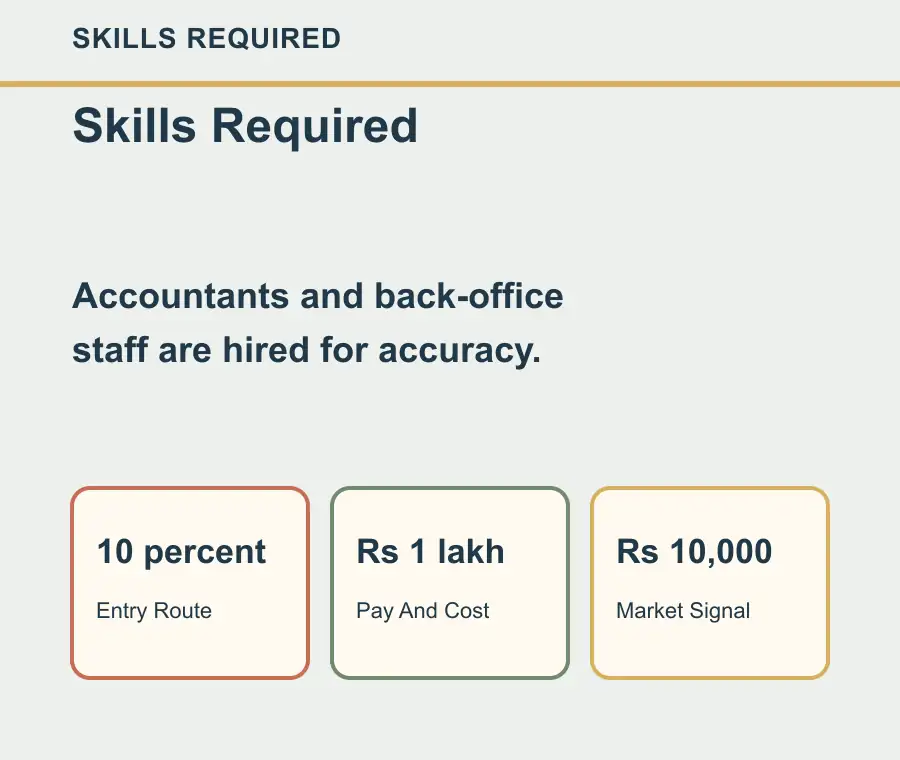 SKILLS REQUIRED
Skills Required
Accountants and back-office
staff are hired for accuracy.
10 percent
Entry Route
Rs 1 lakh
Pay And Cost
Rs 10,000
Market Signal